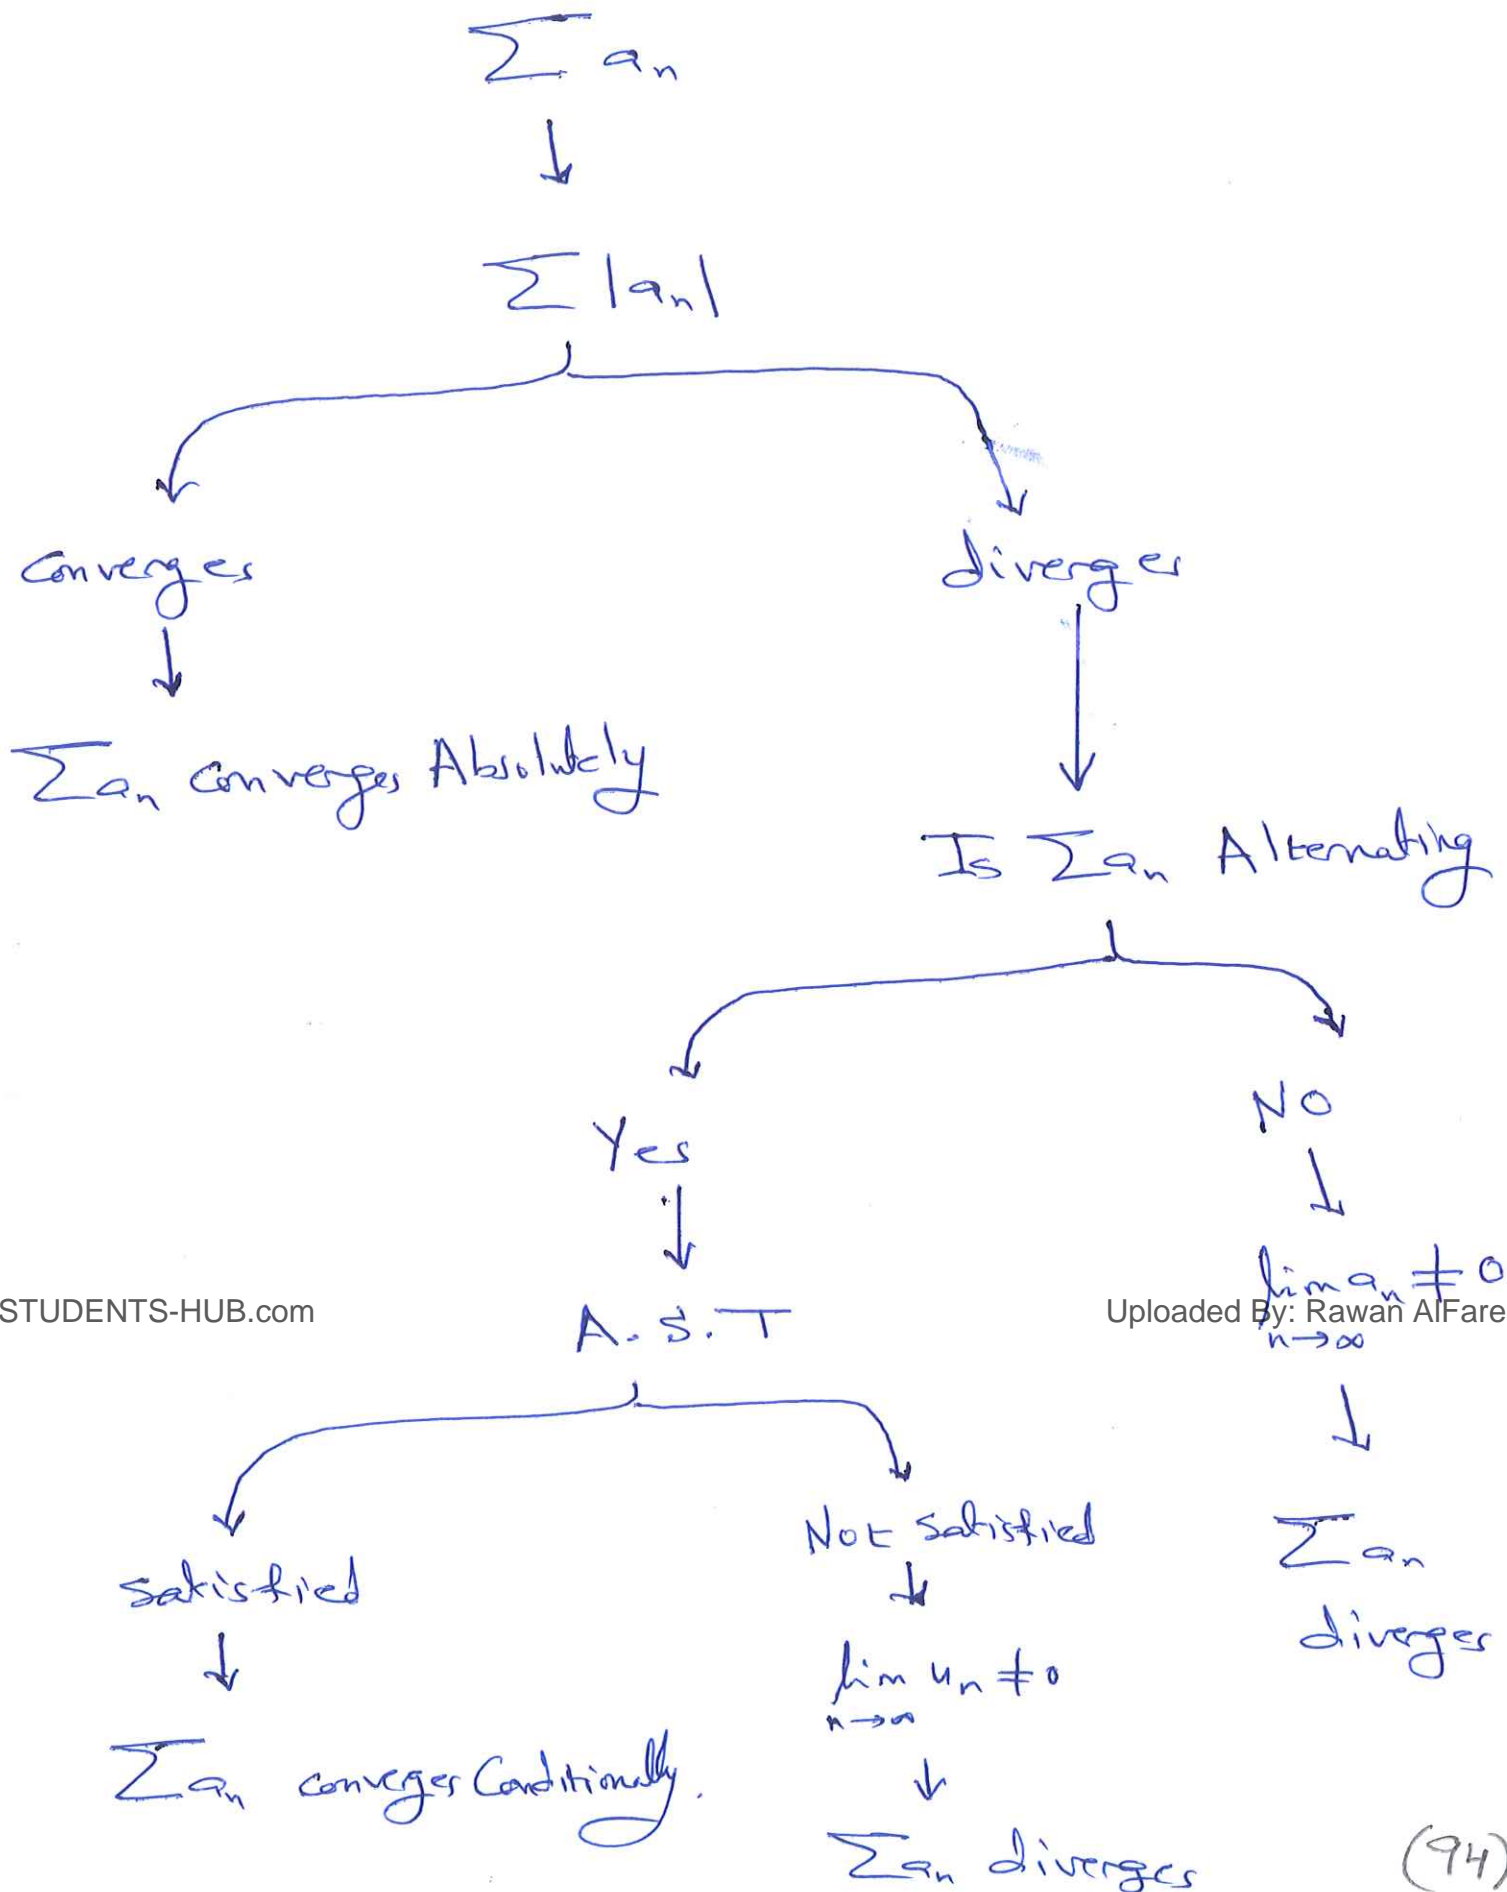 ∑ aₙ
∑ |aₙ|
Converges
diverges
∑aₙ converges Absolutely
Is ∑aₙ Alternating
Yes
NO
A.S.T
lim aₙ ≠ 0
n→∞
STUDENTS-HUB.com
Uploaded By: Rawan AlFare
satisfied
Not satisfied
∑ aₙ
diverges
lim uₙ ≠ 0
n→∞
∑aₙ converges Conditionally.
∑aₙ diverges
(94)